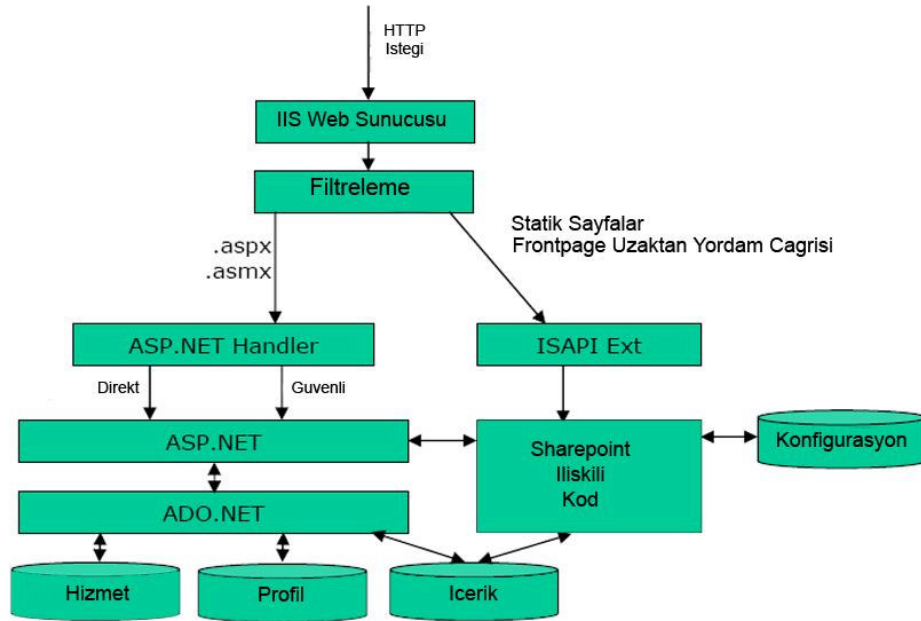 HTTP
Istegi
IIS Web Sunucusu
Filtreleme
.aspx
.asmx
Statik Sayfalar
Frontpage Uzaktan Yordam Cagrisi
ASP.NET Handler
ISAPI Ext
Direkt
Guvenli
ASP.NET
Sharepoint
Iliskili
Kod
Konfigurasyon
ADO.NET
Hizmet
Profil
Icerik